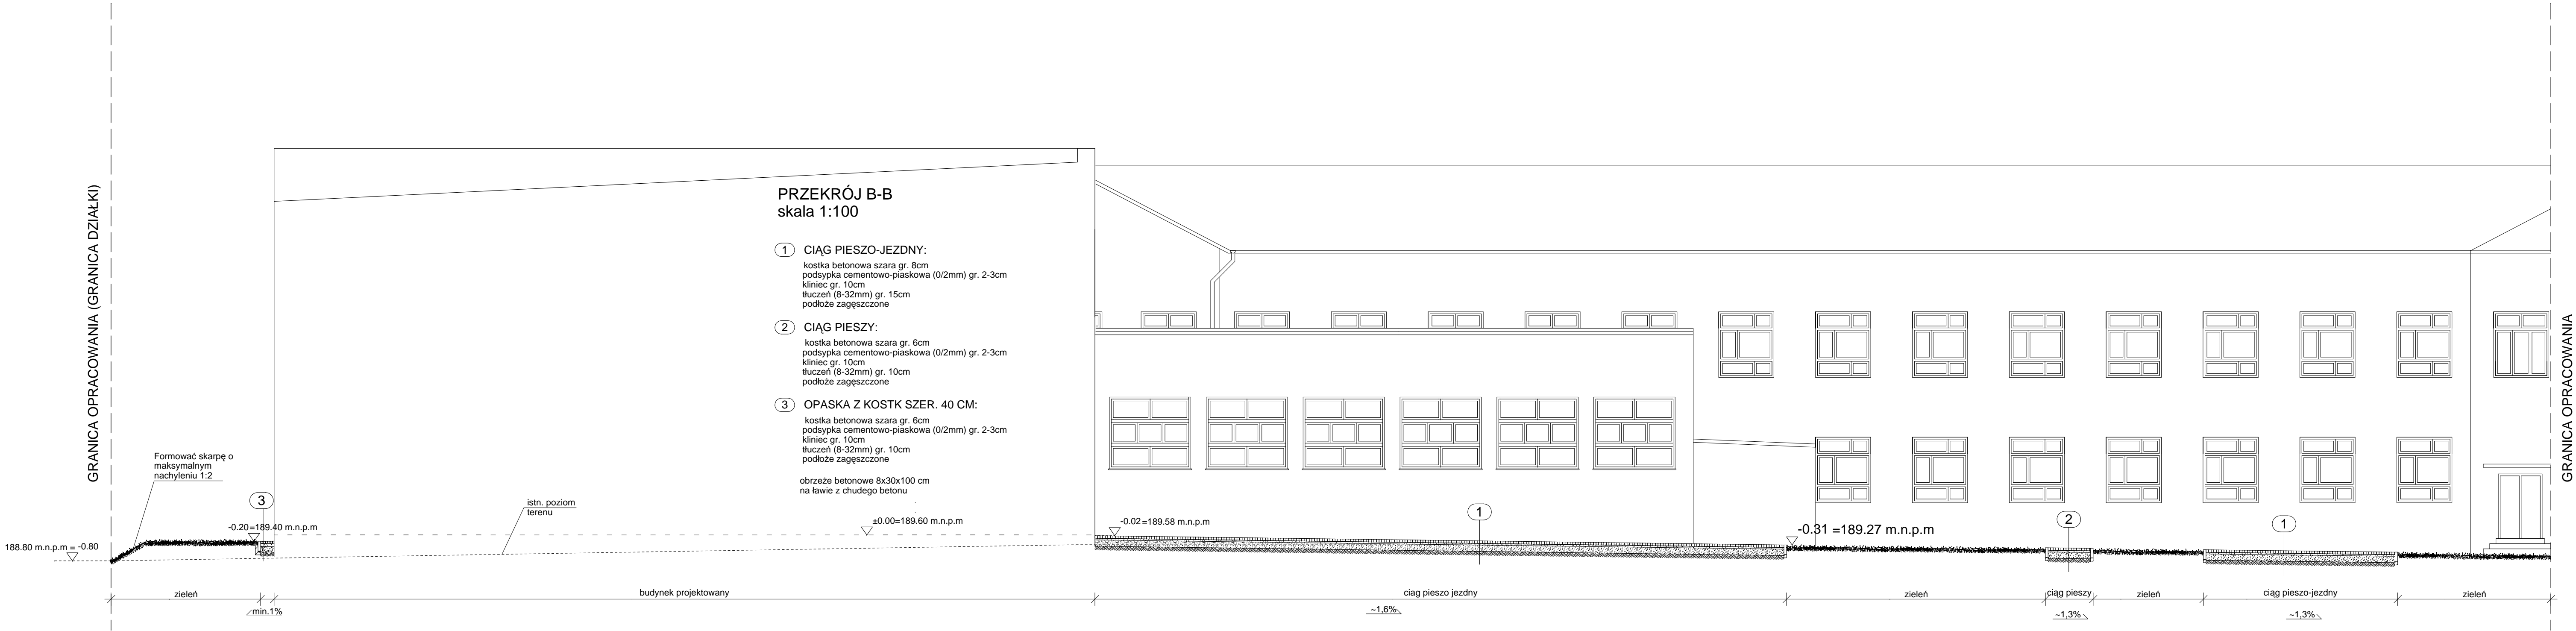 GRANICA OPRACOWANIA (GRANICA DZIAŁKI)
PRZEKRÓJ B-B
skala 1:100
1 CIĄG PIESZO-JEZDNY:
kostka betonowa szara gr. 8cm
podsypka cementowo-piaskowa (0/2mm) gr. 2-3cm
kliniec gr. 10cm
tłuczeń (8-32mm) gr. 15cm
podłoże zagęszczone
2 CIĄG PIESZY:
kostka betonowa szara gr. 6cm
podsypka cementowo-piaskowa (0/2mm) gr. 2-3cm
kliniec gr. 10cm
tłuczeń (8-32mm) gr. 10cm
podłoże zagęszczone
3 OPASKA Z KOSTK SZER. 40 CM:
kostka betonowa szara gr. 6cm
podsypka cementowo-piaskowa (0/2mm) gr. 2-3cm
kliniec gr. 10cm
tłuczeń (8-32mm) gr. 10cm
podłoże zagęszczone
obrzeże betonowe 8x30x100 cm
na ławie z chudego betonu
GRANICA OPRACOWANIA
Formować skarpę o
maksymalnym
nachyleniu 1:2
3
istn. poziom
terenu
1
2
1
-0.20=189.40 m.n.p.m
±0.00=189.60 m.n.p.m
-0.02=189.58 m.n.p.m
-0.31 =189.27 m.n.p.m
188.80 m.n.p.m = -0.80
zieleń
budynek projektowany
ciąg pieszo jezdny
zieleń
ciąg pieszy
zieleń
ciąg pieszo-jezdny
zieleń
min.1%
~1,6%
~1,3%
~1,3%